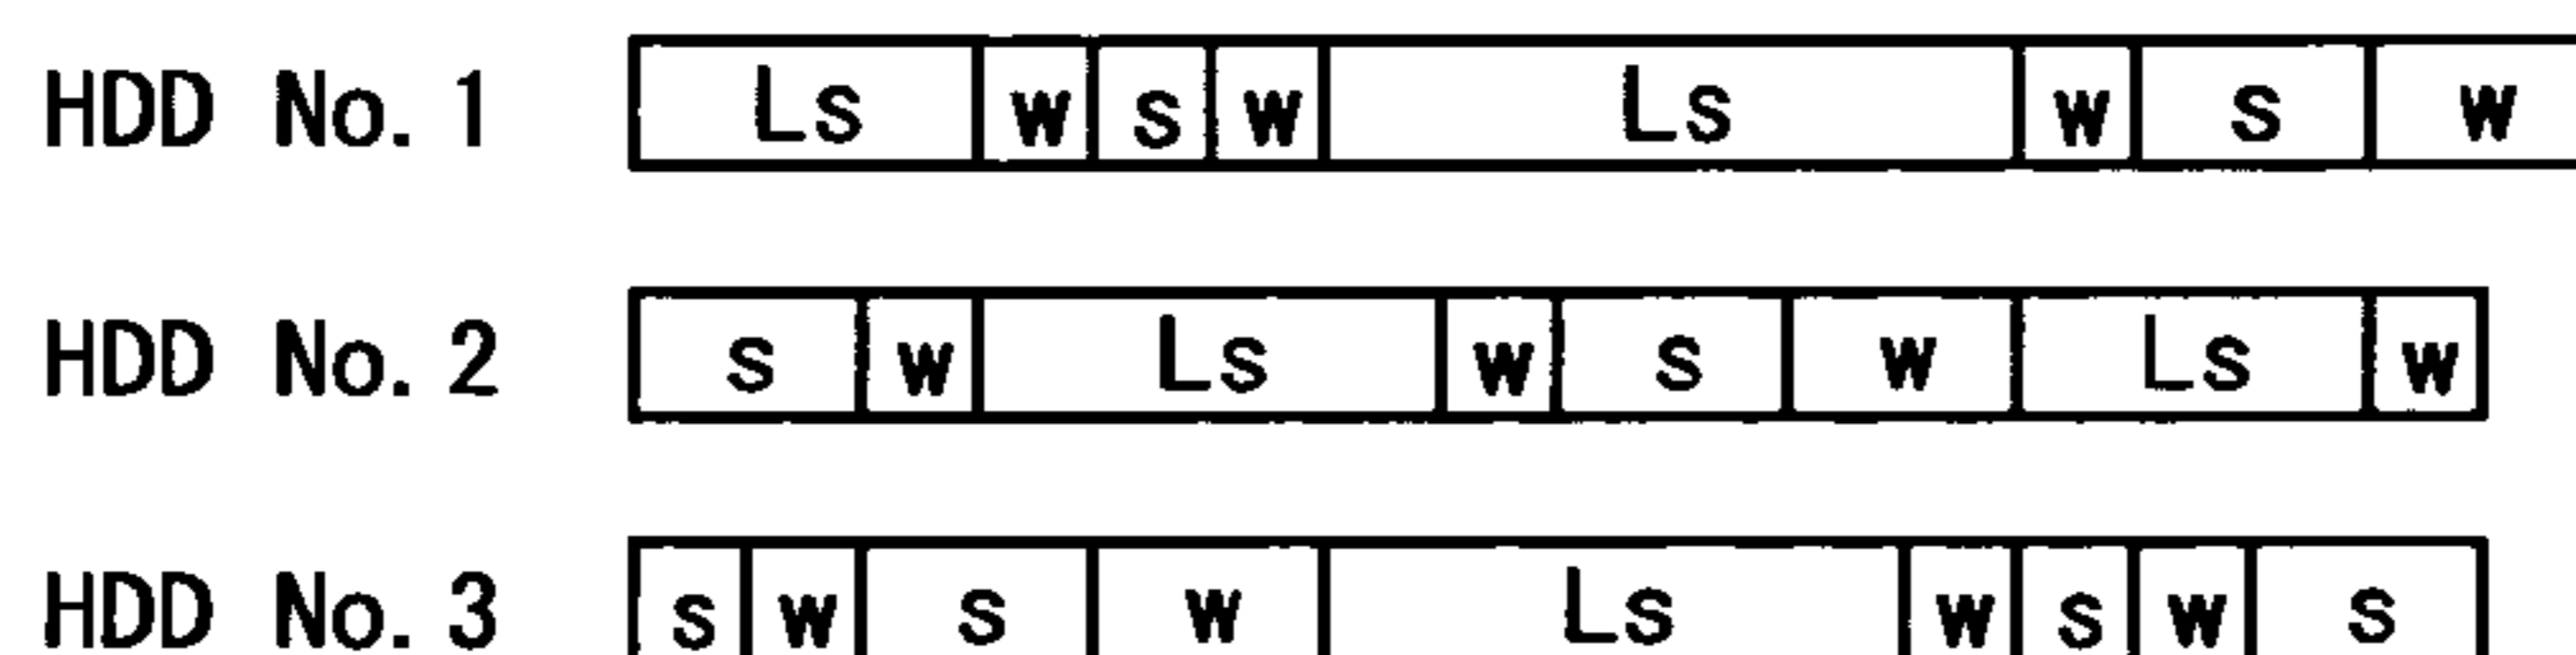 HDD No. 1 Ls w s w Ls w s w
HDD No. 2 s w Ls w s w Ls w
HDD No. 3 s w s w Ls w s w s